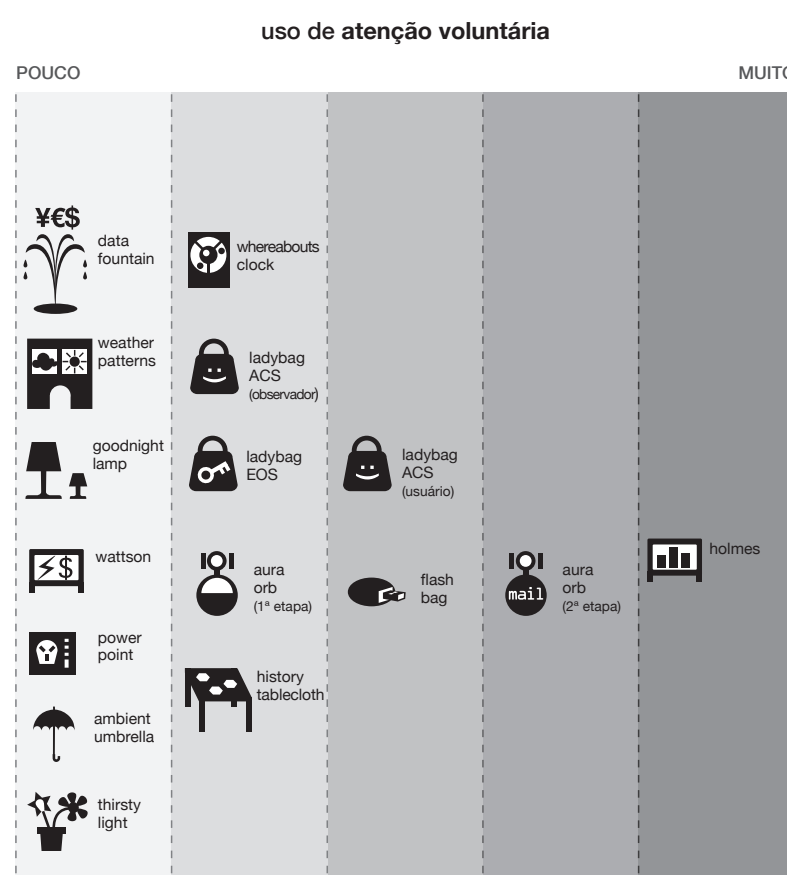 uso de atenção voluntária
POUCO
MUITO
¥€$
data
fountain
weather
patterns
goodnight
lamp
$
wattson
power
point
ambient
umbrella
thirsty
light
whereabouts
clock
ladybag
ACS
(observador)
ladybag
EOS
aura
orb
(1ª etapa)
history
tablecloth
ladybag
ACS
(usuário)
flash
bag
mail
aura
orb
(2ª etapa)
holmes